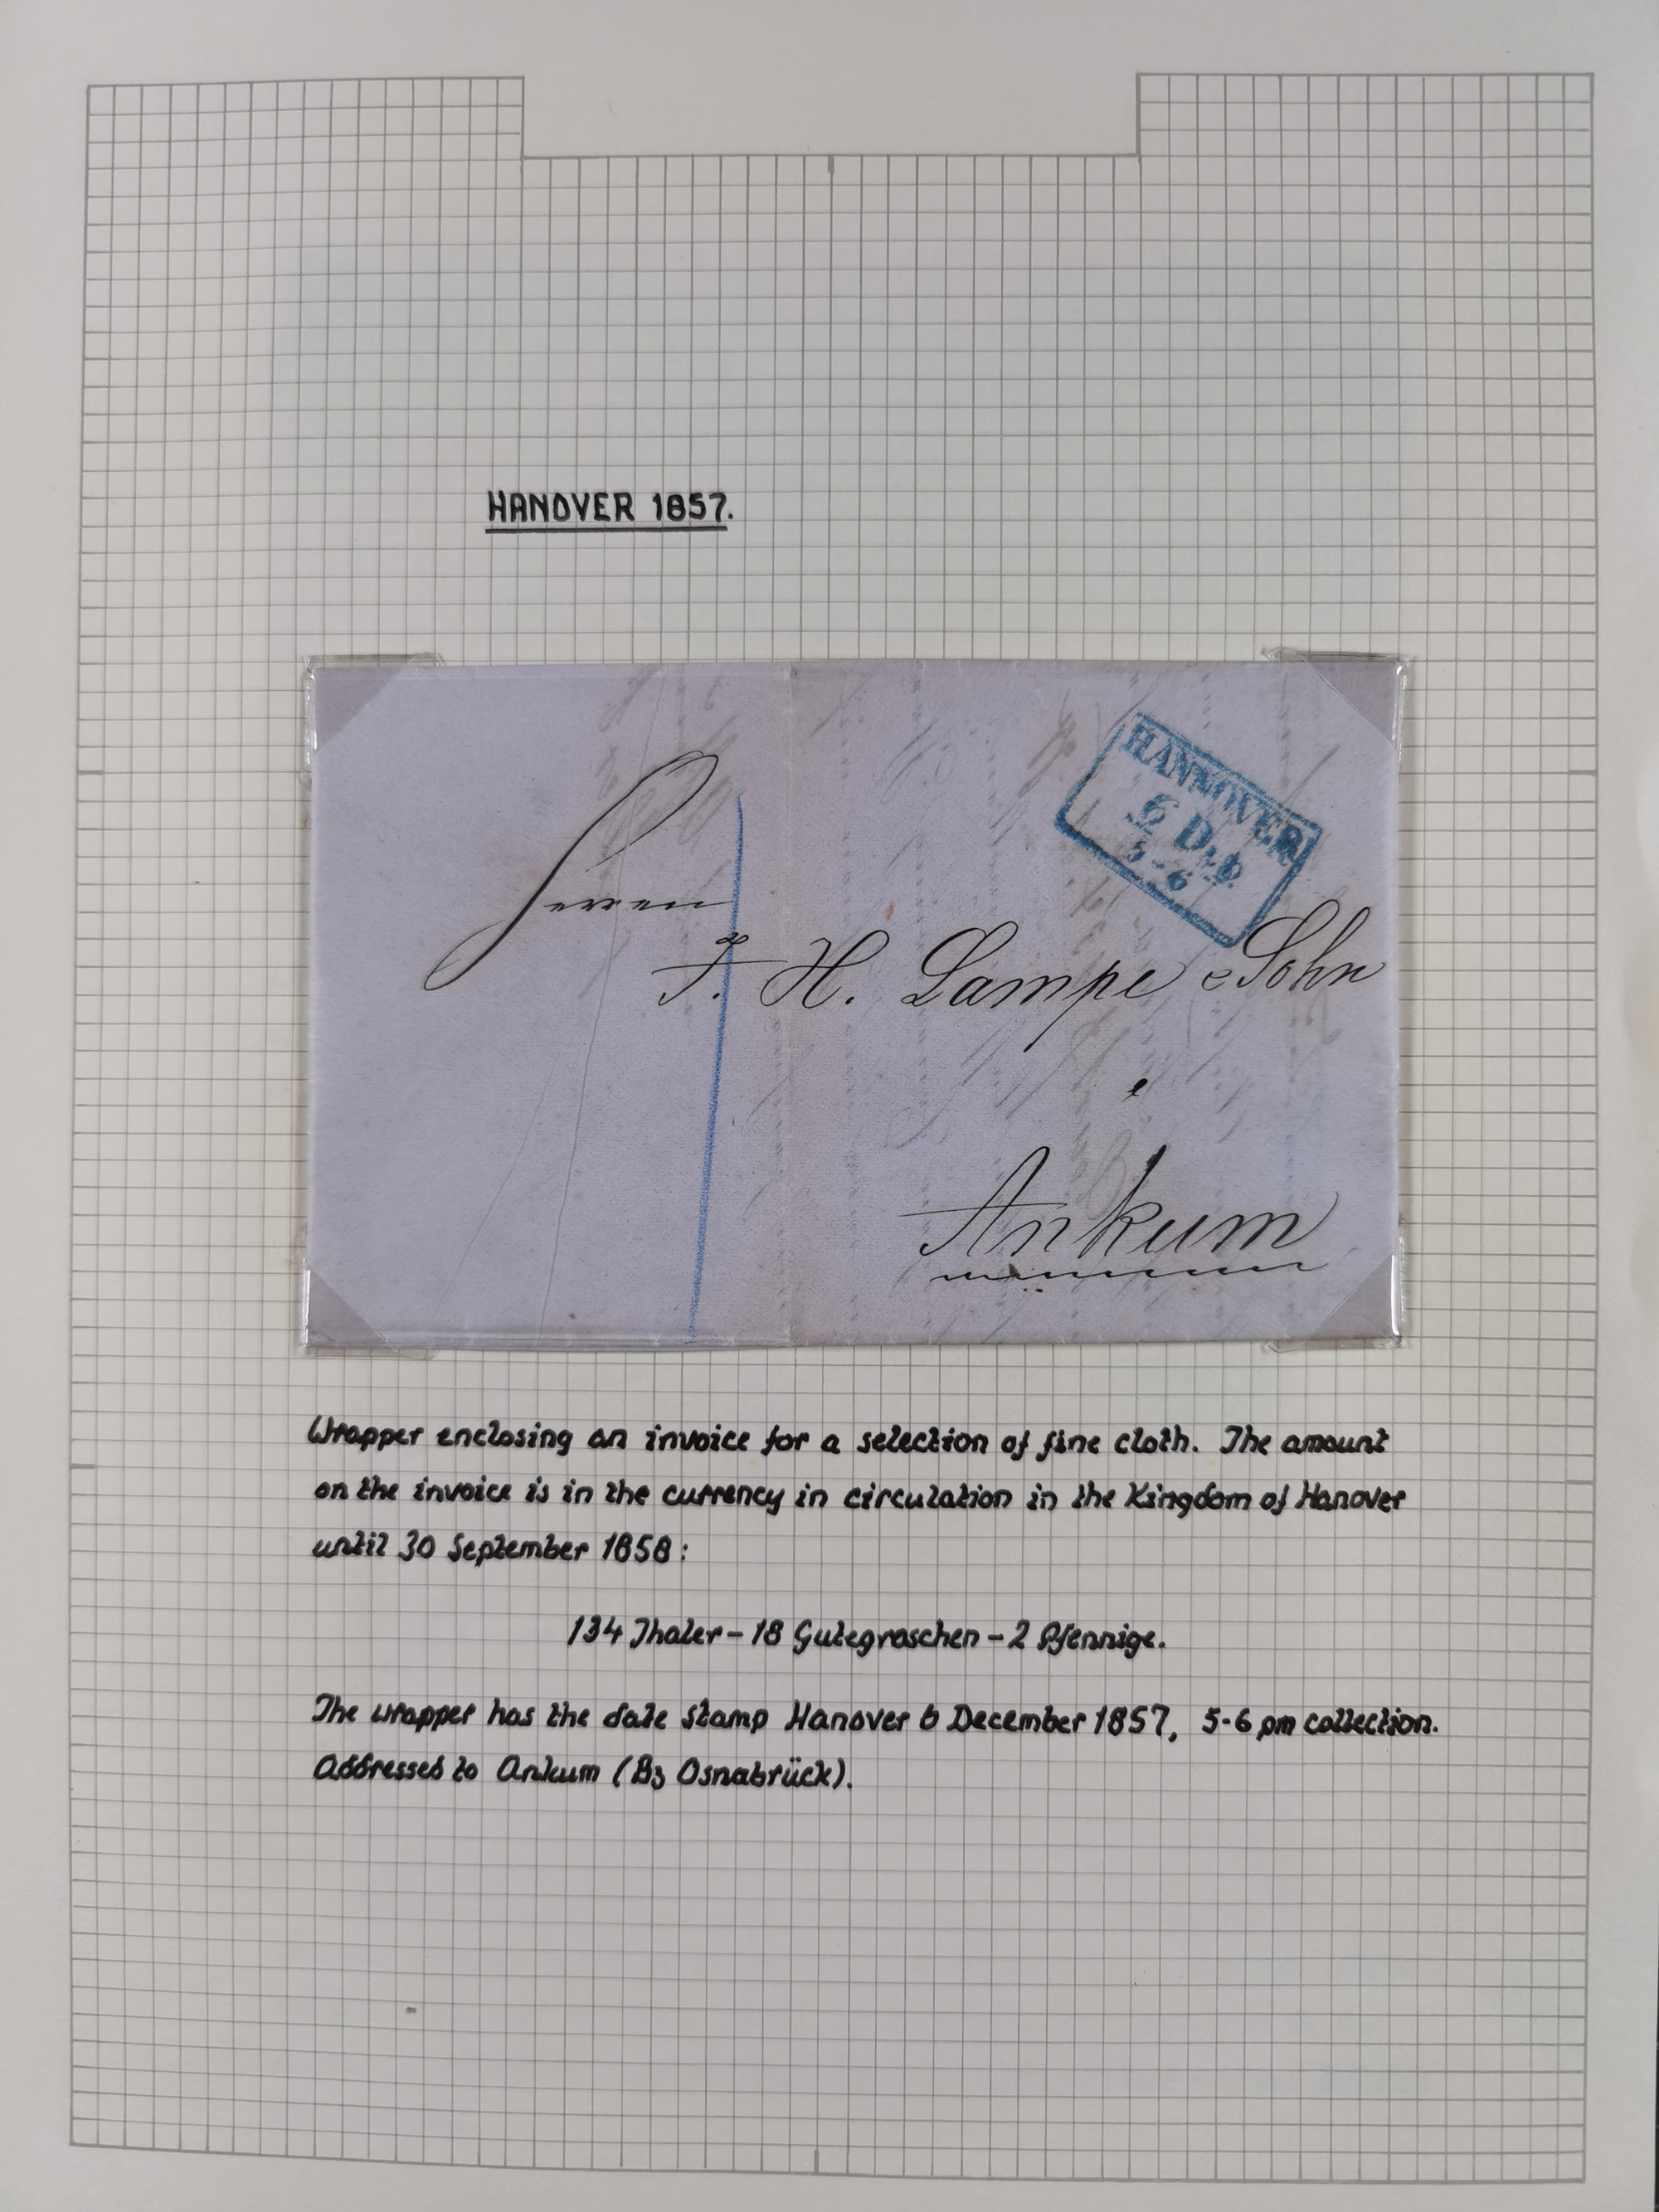 HANOVER 1857.
HANNOVER
6 Dec
5-6
Herren
F. H. Lampe & Sohn
Ankum
Wrapper enclosing an invoice for a selection of fine cloth. The amount
on the invoice is in the currency in circulation in the Kingdom of Hanover
until 30 September 1858:
134 Thaler - 18 Gutegroschen - 2 Pfennige.
The wrapper has the date stamp Hanover 6 December 1857, 5-6 pm collection.
Addressed to Ankum (Bz Osnabrück).